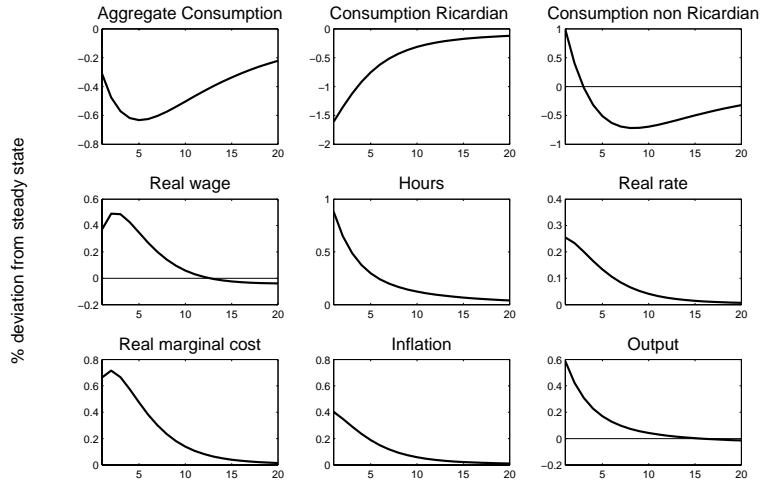 Aggregate Consumption
0
−0.2
−0.4
−0.6
−0.8
5 10 15 20
Consumption Ricardian
0
−0.5
−1
−1.5
−2
5 10 15 20
Consumption non Ricardian
1
0.5
0
−0.5
−1
5 10 15 20
% deviation from steady state
Real wage
0.6
0.4
0.2
0
−0.2
5 10 15 20
Hours
1
0.5
0
5 10 15 20
Real rate
0.4
0.3
0.2
0.1
0
5 10 15 20
Real marginal cost
0.8
0.6
0.4
0.2
0
5 10 15 20
Inflation
0.8
0.6
0.4
0.2
0
5 10 15 20
Output
0.6
0.4
0.2
0
−0.2
5 10 15 20